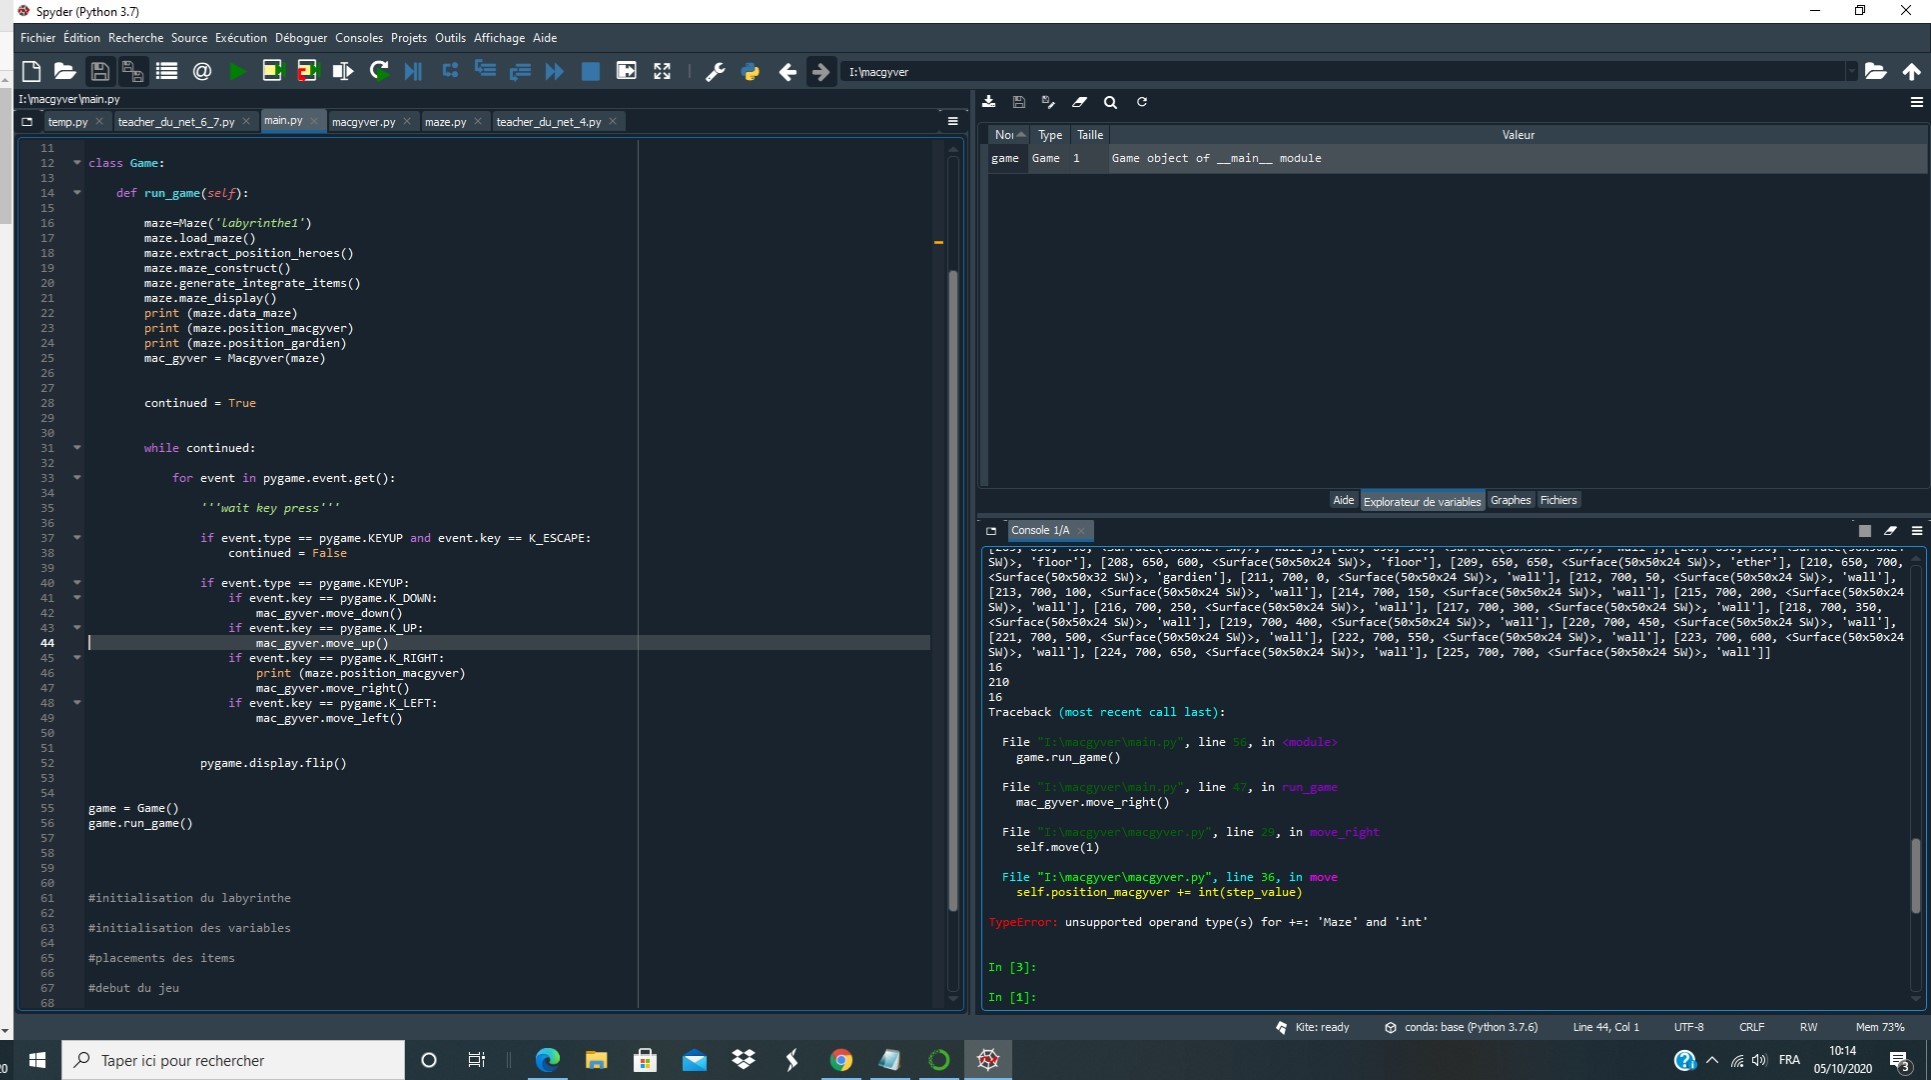 Spyder (Python 3.7)
Fichier Édition Recherche Source Exécution Déboguer Consoles Projets Outils Affichage Aide
I:\macgyver
I:\macgyver\main.py
temp.py
teacher_du_net_6_7.py
main.py
macgyver.py
maze.py
teacher_du_net_4.py
11
12 class Game:
13
14 def run_game(self):
15
16 maze=Maze('labyrinthe1')
17 maze.load_maze()
18 maze.extract_position_heroes()
19 maze.maze_construct()
20 maze.generate_integrate_items()
21 maze.maze_display()
22 print (maze.data_maze)
23 print (maze.position_macgyver)
24 print (maze.position_gardien)
25 mac_gyver = Macgyver(maze)
26
27
28 continued = True
29
30
31 while continued:
32
33 for event in pygame.event.get():
34
35 '''wait key press'''
36
37 if event.type == pygame.KEYUP and event.key == K_ESCAPE:
38 continued = False
39
40 if event.type == pygame.KEYUP:
41 if event.key == pygame.K_DOWN:
42 mac_gyver.move_down()
43 if event.key == pygame.K_UP:
44 mac_gyver.move_up()
45 if event.key == pygame.K_RIGHT:
46 print (maze.position_macgyver)
47 mac_gyver.move_right()
48 if event.key == pygame.K_LEFT:
49 mac_gyver.move_left()
50
51
52 pygame.display.flip()
53
54
55 game = Game()
56 game.run_game()
57
58
59
60
61 #initialisation du labyrinthe
62
63 #initialisation des variables
64
65 #placements des items
66
67 #debut du jeu
68
Type Taille Valeur
game Game 1 Game object of __main__ module
Aide Explorateur de variables Graphes Fichiers
Console 1/A
SW)>, 'floor'], [208, 650, 600, <Surface(50x50x24 SW)>, 'floor'], [209, 650, 650, <Surface(50x50x24 SW)>, 'ether'], [210, 650, 700,
<Surface(50x50x32 SW)>, 'gardien'], [211, 700, 0, <Surface(50x50x24 SW)>, 'wall'], [212, 700, 50, <Surface(50x50x24 SW)>, 'wall'],
[213, 700, 100, <Surface(50x50x24 SW)>, 'wall'], [214, 700, 150, <Surface(50x50x24 SW)>, 'wall'], [215, 700, 200, <Surface(50x50x24
SW)>, 'wall'], [216, 700, 250, <Surface(50x50x24 SW)>, 'wall'], [217, 700, 300, <Surface(50x50x24 SW)>, 'wall'], [218, 700, 350,
<Surface(50x50x24 SW)>, 'wall'], [219, 700, 400, <Surface(50x50x24 SW)>, 'wall'], [220, 700, 450, <Surface(50x50x24 SW)>, 'wall'],
[221, 700, 500, <Surface(50x50x24 SW)>, 'wall'], [222, 700, 550, <Surface(50x50x24 SW)>, 'wall'], [223, 700, 600, <Surface(50x50x24
SW)>, 'wall'], [224, 700, 650, <Surface(50x50x24 SW)>, 'wall'], [225, 700, 700, <Surface(50x50x24 SW)>, 'wall']]
16
210
16
Traceback (most recent call last):
File "I:\macgyver\main.py", line 56, in <module>
game.run_game()
File "I:\macgyver\main.py", line 47, in run_game
mac_gyver.move_right()
File "I:\macgyver\macgyver.py", line 29, in move_right
self.move(1)
File "I:\macgyver\macgyver.py", line 36, in move
self.position_macgyver += int(step_value)
TypeError: unsupported operand type(s) for +=: 'Maze' and 'int'
In [3]:
In [1]:
Kite: ready
conda: base (Python 3.7.6)
Line 44, Col 1
UTF-8
CRLF
RW
Mem 73%
Taper ici pour rechercher
FRA
10:14
05/10/2020
3